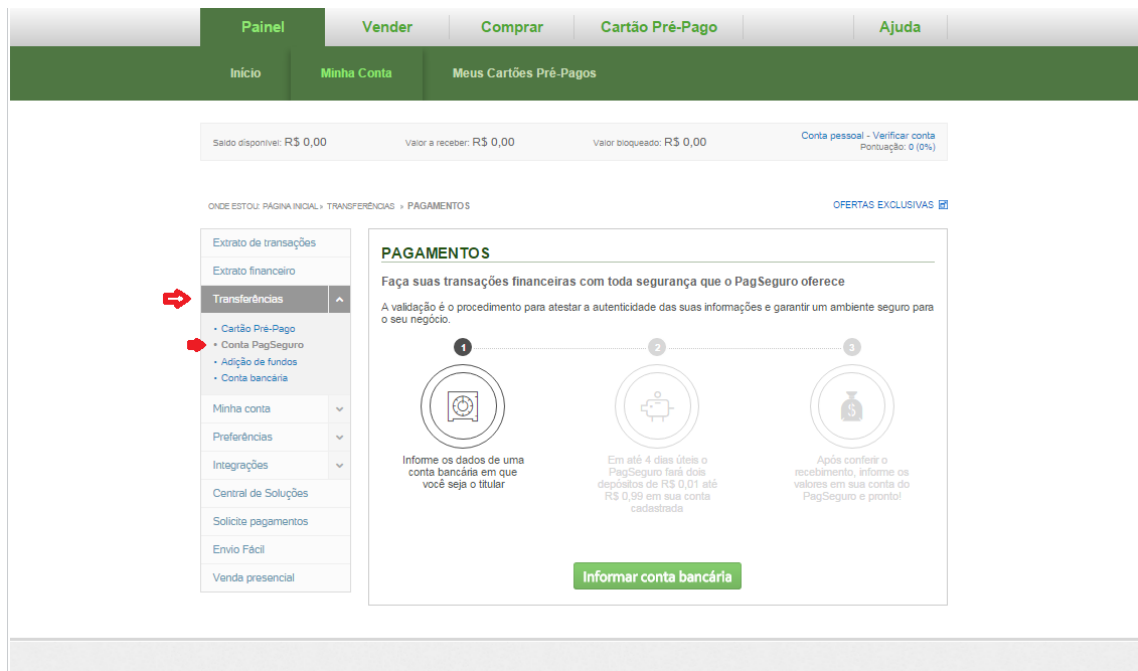 Painel Vender Comprar Cartão Pré-Pago Ajuda
Início Minha Conta Meus Cartões Pré-Pagos
Saldo disponível: R$ 0,00 Valor a receber: R$ 0,00 Valor bloqueado: R$ 0,00 Conta pessoal - Verificar conta
Pontuação: 0 (0%)
ONDE ESTOU: PÁGINA INICIAL > TRANSFERÊNCIAS > PAGAMENTOS OFERTAS EXCLUSIVAS
Extrato de transações
Extrato financeiro
Transferências
• Cartão Pré-Pago
• Conta PagSeguro
• Adição de fundos
• Conta bancária
Minha conta
Preferências
Integrações
Central de Soluções
Solicite pagamentos
Envio Fácil
Venda presencial
PAGAMENTOS
Faça suas transações financeiras com toda segurança que o PagSeguro oferece
A validação é o procedimento para atestar a autenticidade das suas informações e garantir um ambiente seguro para
o seu negócio.
1
Informe os dados de uma
conta bancária em que
você seja o titular
2
Em até 4 dias úteis o
PagSeguro fará dois
depósitos de R$ 0,01 até
R$ 0,99 em sua conta
cadastrada
3
Após conferir o
recebimento, informe os
valores em sua conta do
PagSeguro e pronto!
Informar conta bancária